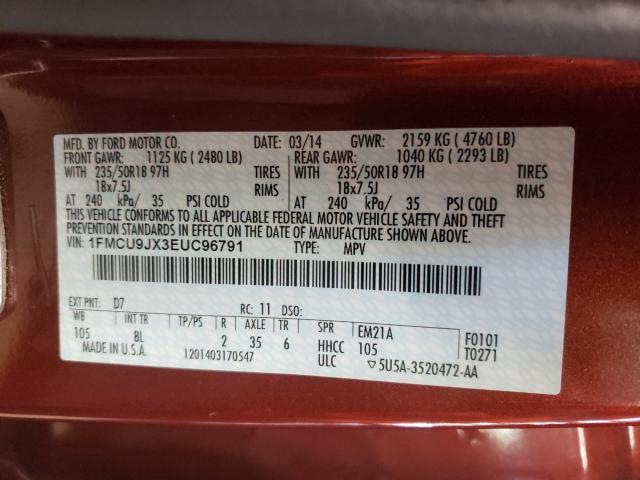 MFD. BY FORD MOTOR CO. DATE: 03/14 GVWR: 2159 KG ( 4760 LB)
FRONT GAWR: 1125 KG ( 2480 LB) REAR GAWR: 1040 KG ( 2293 LB)
WITH 235/50R18 97H TIRES WITH 235/50R18 97H TIRES
18x7.5J RIMS 18x7.5J RIMS
AT 240 kPa/ 35 PSI COLD AT 240 kPa/ 35 PSI COLD
THIS VEHICLE CONFORMS TO ALL APPLICABLE FEDERAL MOTOR VEHICLE SAFETY AND THEFT
PREVENTION STANDARDS IN EFFECT ON THE DATE OF MANUFACTURE SHOWN ABOVE.
VIN: 1FMCU9JX3EUC96791 TYPE: MPV
EXT PNT: D7 RC: 11 DSO:
WB INT TR TP/PS R AXLE TR SPR EM21A F0101
105 8L 2 35 6 HHCC 105 T0271
MADE IN U.S.A. 1201403170547 ULC ▽5U5A-3520472-AA